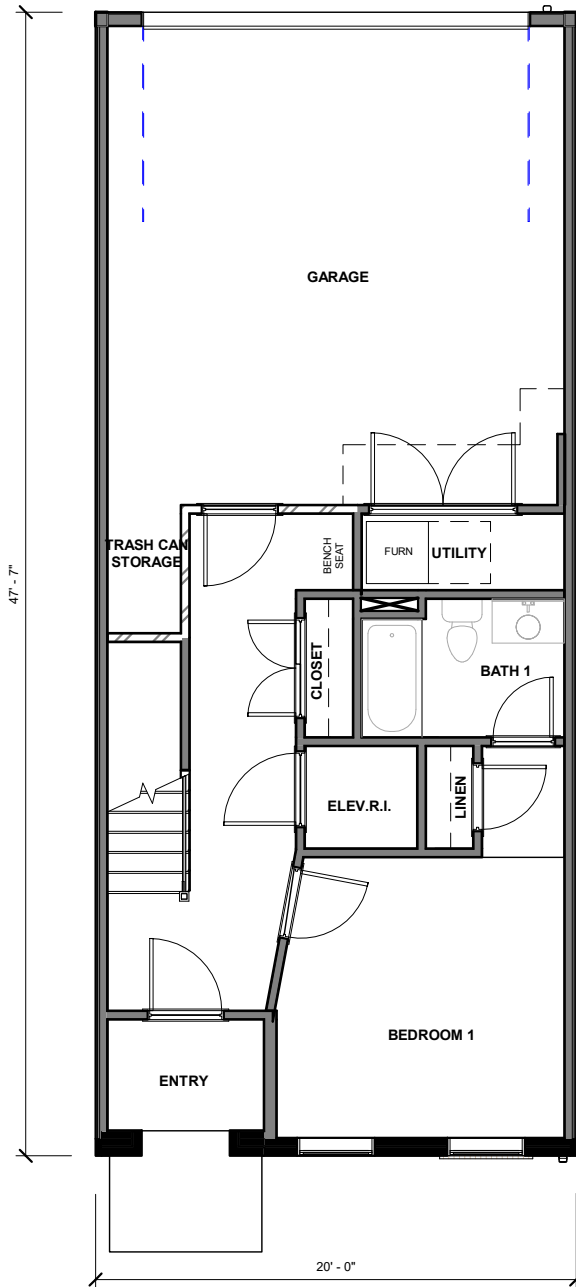 GARAGE
47' - 7"
TRASH CAN
STORAGE
BENCH
SEAT
FURN
UTILITY
CLOSET
BATH 1
ELEV.R.I.
LINEN
BEDROOM 1
ENTRY
20' - 0"